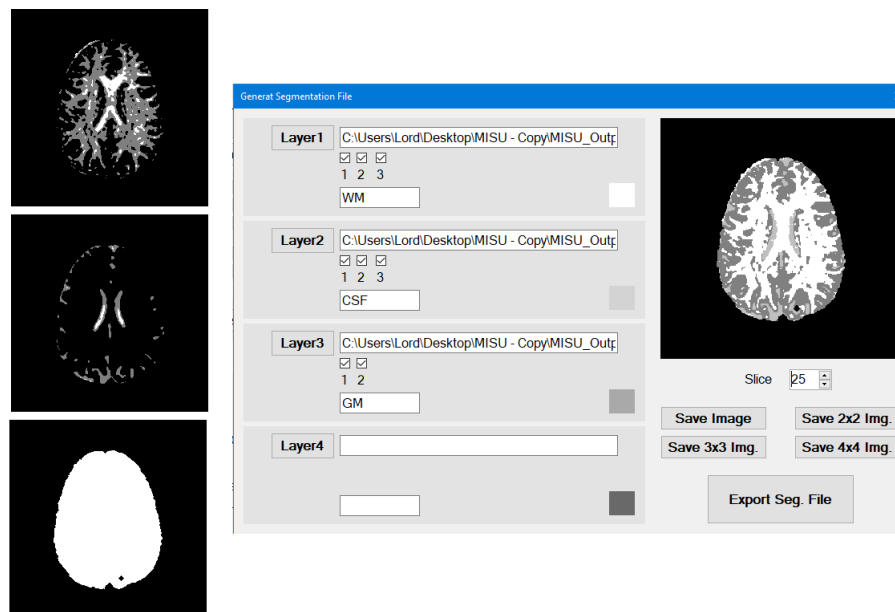 Generat Segmentation File
Layer1 C:\Users\Lord\Desktop\MISU - Copy\MISU_Outp
1 2 3
WM
Layer2 C:\Users\Lord\Desktop\MISU - Copy\MISU_Outp
1 2 3
CSF
Layer3 C:\Users\Lord\Desktop\MISU - Copy\MISU_Outp
1 2
GM
Layer4
Slice 25
Save Image Save 2x2 Img.
Save 3x3 Img. Save 4x4 Img.
Export Seg. File